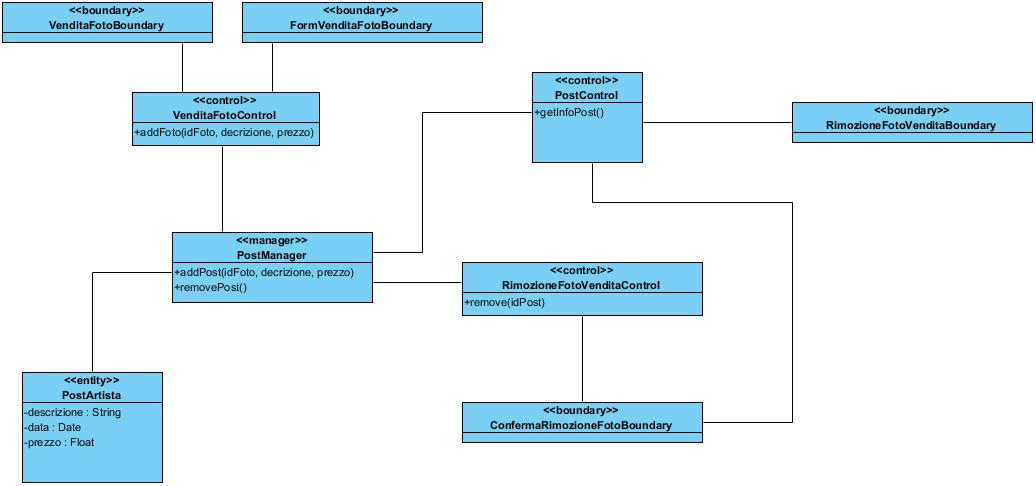 <<boundary>>
VenditaFotoBoundary
<<boundary>>
FormVenditaFotoBoundary
<<control>>
VenditaFotoControl
+addFoto(idFoto, decrizione, prezzo)
<<control>>
PostControl
+getInfoPost()
<<boundary>>
RimozioneFotoVenditaBoundary
<<manager>>
PostManager
+addPost(idFoto, decrizione, prezzo)
+removePost()
<<control>>
RimozioneFotoVenditaControl
+remove(idPost)
<<entity>>
PostArtista
-descrizione : String
-data : Date
-prezzo : Float
<<boundary>>
ConfermaRimozioneFotoBoundary